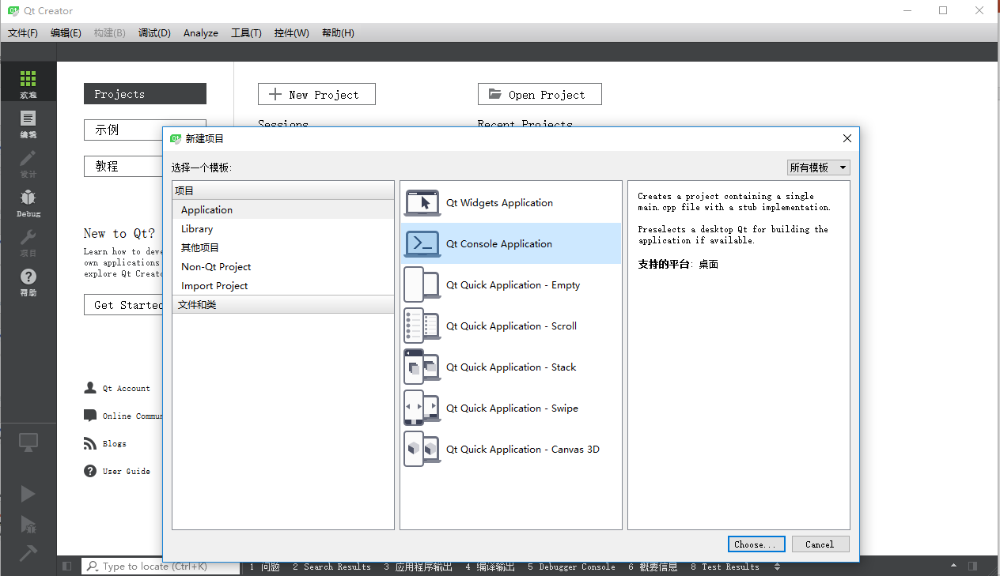 Qt Creator
文件(F) 编辑(E) 构建(B) 调试(D) Analyze 工具(T) 控件(W) 帮助(H)
欢迎
编辑
设计
Debug
项目
帮助
Projects
示例
教程
New Project
Open Project
Sessions
Recent Projects
New to Qt?
Learn how to deve
own applications
explore Qt Creato
Get Started
Qt Account
Online Commun
Blogs
User Guide
新建项目
选择一个模板:
所有模板
项目
Application
Library
其他项目
Non-Qt Project
Import Project
文件和类
Qt Widgets Application
Qt Console Application
Qt Quick Application - Empty
Qt Quick Application - Scroll
Qt Quick Application - Stack
Qt Quick Application - Swipe
Qt Quick Application - Canvas 3D
Creates a project containing a single
main.cpp file with a stub implementation.
Preselects a desktop Qt for building the
application if available.
支持的平台: 桌面
Choose...
Cancel
Type to locate (Ctrl+K)
1 问题 2 Search Results 3 应用程序输出 4 编译输出 5 Debugger Console 6 概要信息 8 Test Results